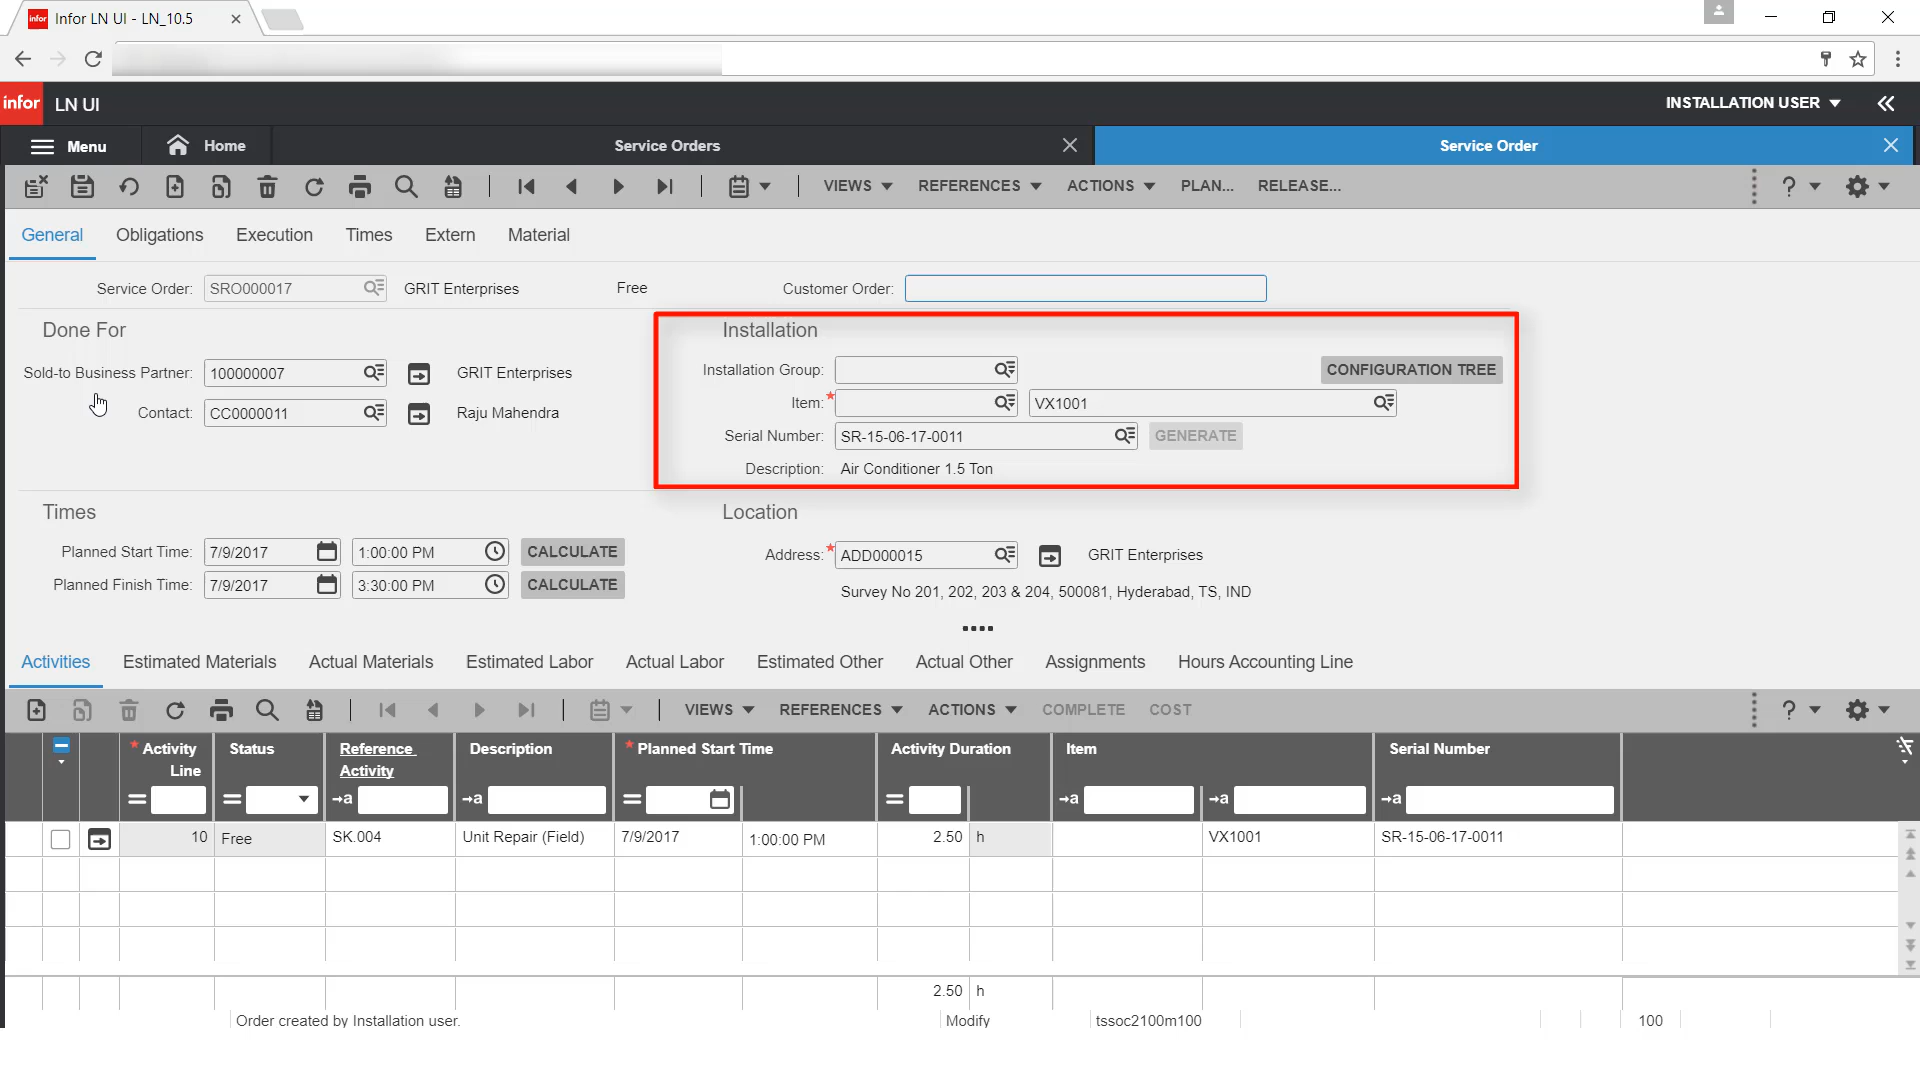 infor Infor LN UI - LN_10.5
infor LN UI INSTALLATION USER
Menu Home Service Orders Service Order
VIEWS REFERENCES ACTIONS PLAN... RELEASE... ?
General Obligations Execution Times Extern Material
Service Order: SRO000017 GRIT Enterprises Free Customer Order:
Done For
Sold-to Business Partner: 100000007 GRIT Enterprises
Contact: CC0000011 Raju Mahendra
Installation
Installation Group: CONFIGURATION TREE
Item:* VX1001
Serial Number: SR-15-06-17-0011 GENERATE
Description: Air Conditioner 1.5 Ton
Times
Planned Start Time: 7/9/2017 1:00:00 PM CALCULATE
Planned Finish Time: 7/9/2017 3:30:00 PM CALCULATE
Location
Address:* ADD000015 GRIT Enterprises
Survey No 201, 202, 203 & 204, 500081, Hyderabad, TS, IND
Activities Estimated Materials Actual Materials Estimated Labor Actual Labor Estimated Other Actual Other Assignments Hours Accounting Line
VIEWS REFERENCES ACTIONS COMPLETE COST ?
* Activity Line Status Reference Activity Description * Planned Start Time Activity Duration Item Serial Number
= = →a →a = = →a →a →a
10 Free SK.004 Unit Repair (Field) 7/9/2017 1:00:00 PM 2.50 h VX1001 SR-15-06-17-0011
2.50 h
Order created by Installation user. Modify tssoc2100m100 100